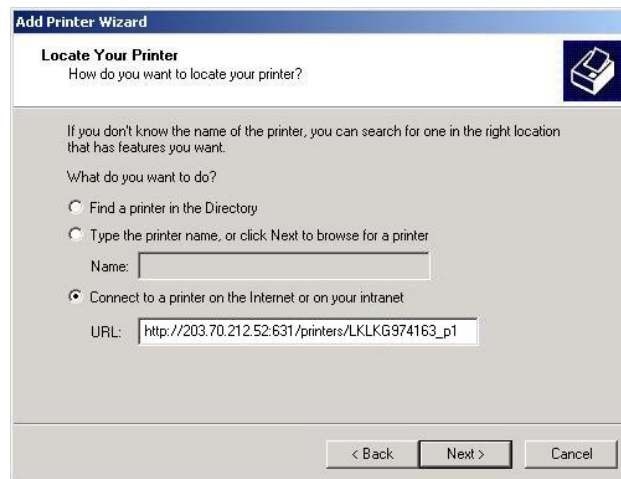 Add Printer Wizard
Locate Your Printer
How do you want to locate your printer?
If you don't know the name of the printer, you can search for one in the right location
that has features you want.
What do you want to do?
Find a printer in the Directory
Type the printer name, or click Next to browse for a printer
Name:
Connect to a printer on the Internet or on your intranet
URL: http://203.70.212.52:631/printers/LKLKG974163_p1
< Back Next > Cancel